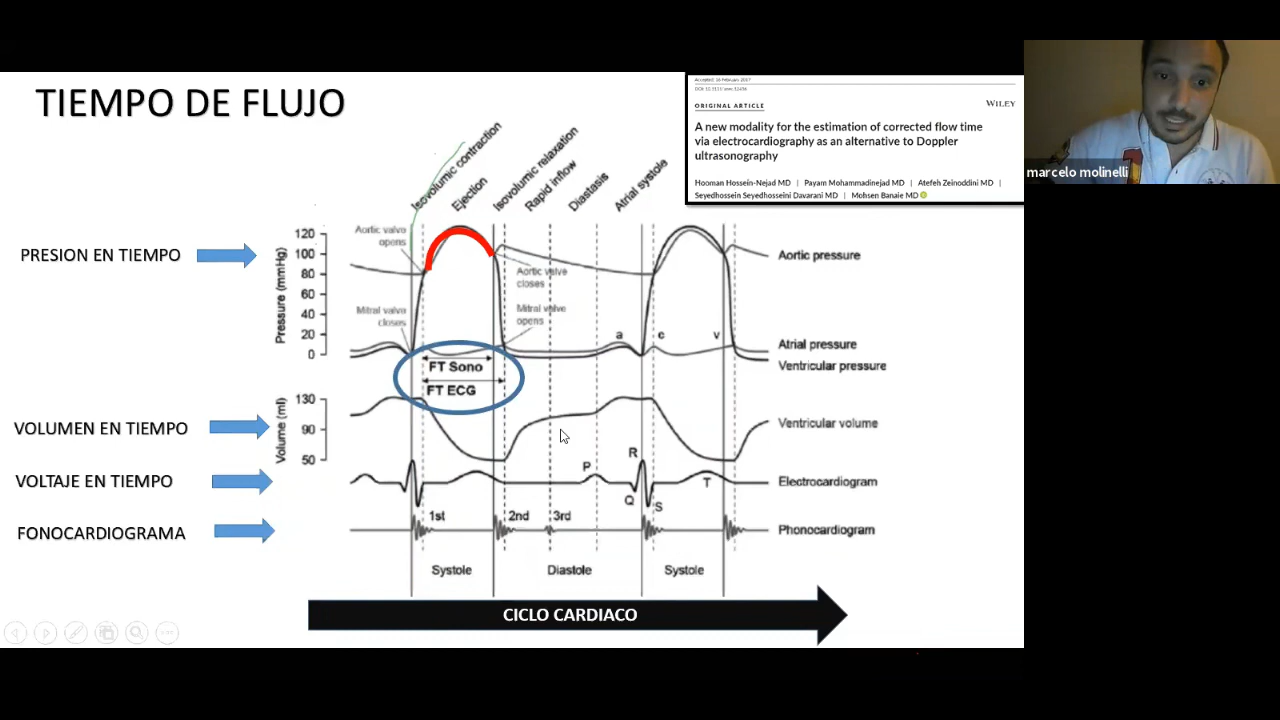 TIEMPO DE FLUJO
ORIGINAL ARTICLE
WILEY
A new modality for the estimation of corrected flow time
via electrocardiography as an alternative to Doppler
ultrasonography
Hooman Hossein-Nejad MD | Payam Mohammadinejad MD | Atefeh Zeinoddini MD |
Seyedhossein Seyedhosseini Davarani MD | Mohsen Banaie MD
marcelo molinelli
Isovolumic contraction
Ejection
Isovolumic relaxation
Rapid inflow
Diastasis
Atrial systole
PRESION EN TIEMPO
Pressure (mmHg)
120
100
80
60
40
20
0
Aortic valve
opens
Aortic valve
closes
Mitral valve
closes
Mitral valve
opens
a
c
v
Aortic pressure
Atrial pressure
Ventricular pressure
FT Sono
FT ECG
VOLUMEN EN TIEMPO
Volume (ml)
130
90
50
Ventricular volume
VOLTAJE EN TIEMPO
P
R
Q
S
T
Electrocardiogram
FONOCARDIOGRAMA
1st
2nd
3rd
Phonocardiogram
Systole
Diastole
Systole
CICLO CARDIACO